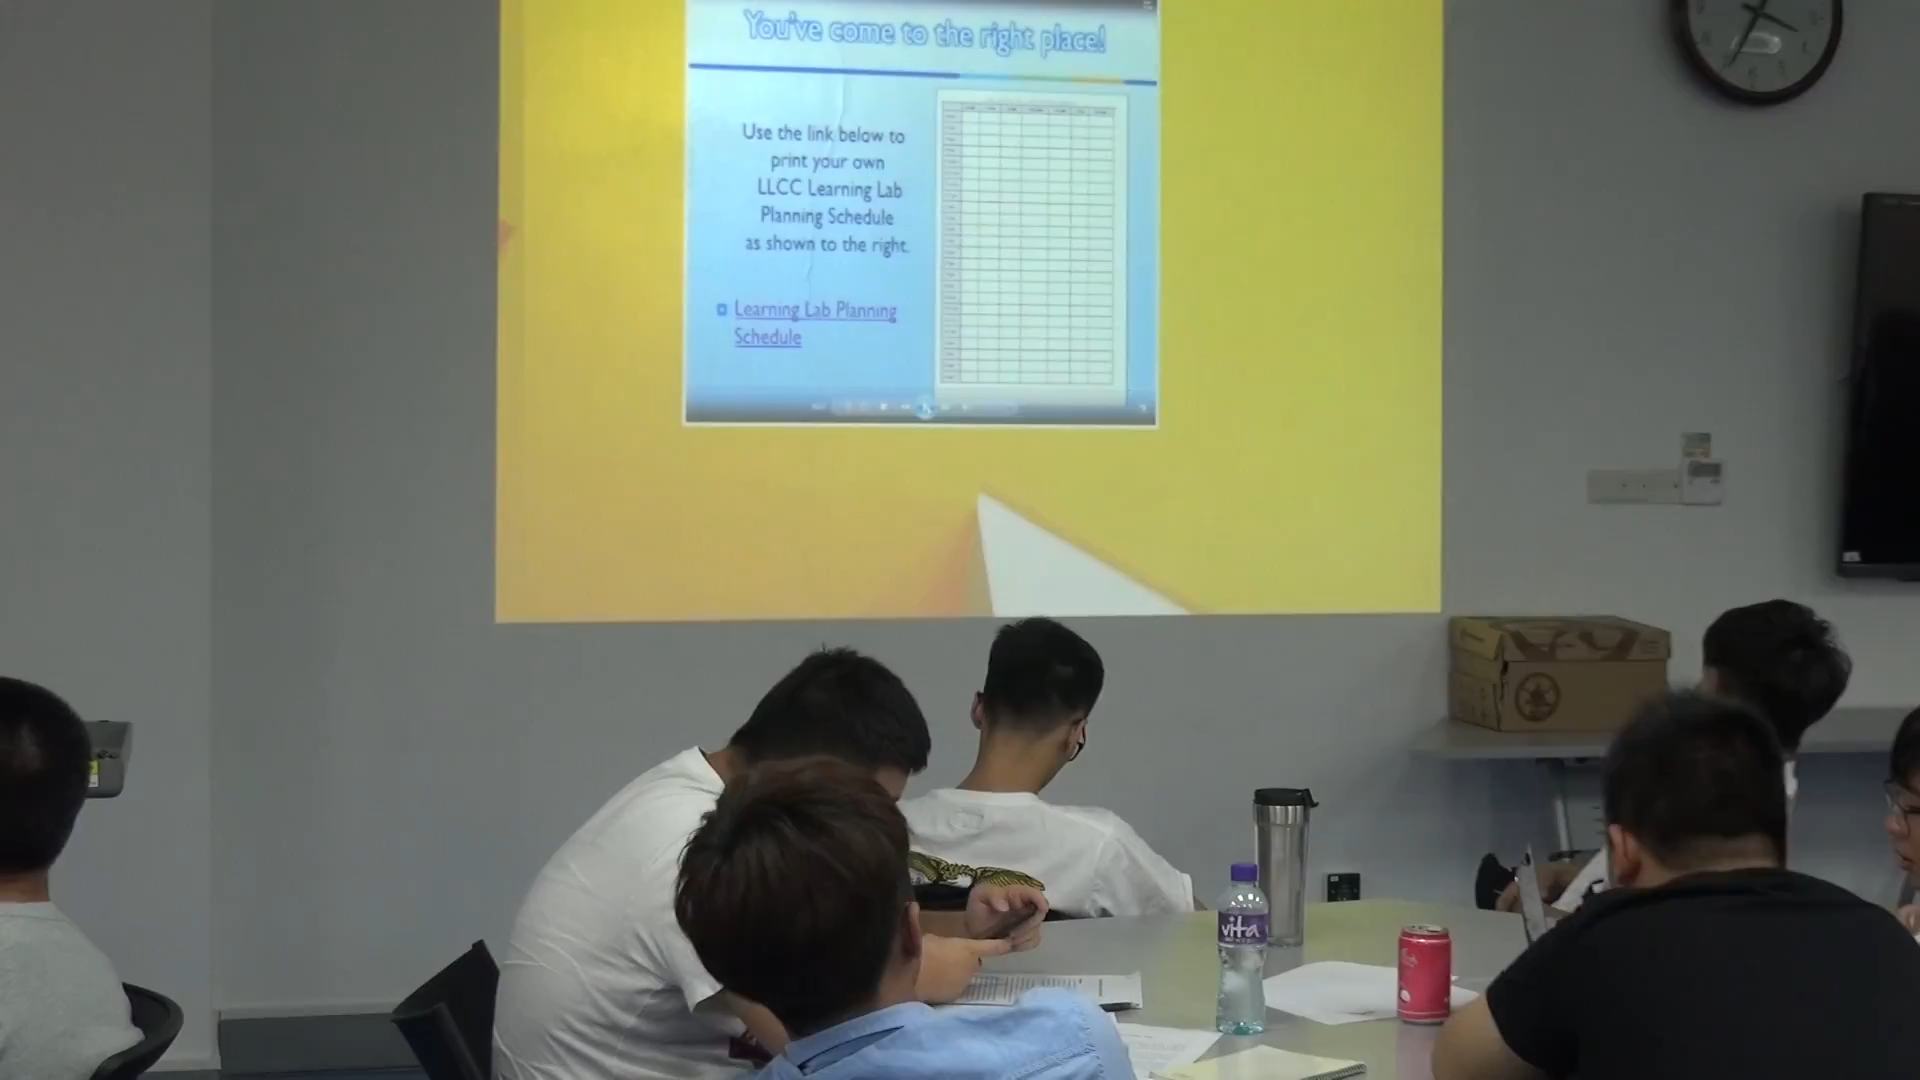 You've come to the right place!
Use the link below to
print your own
LLCC Learning Lab
Planning Schedule
as shown to the right.
Learning Lab Planning
Schedule
vita